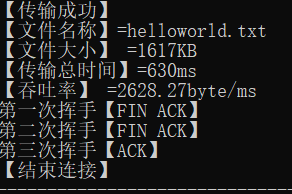 【传输成功】
【文件名称】=helloworld.txt
【文件大小】 =1617KB
【传输总时间】=630ms
【吞吐率】 =2628.27byte/ms
第一次挥手【FIN ACK】
第二次挥手【FIN ACK】
第三次挥手【ACK】
【结束连接】